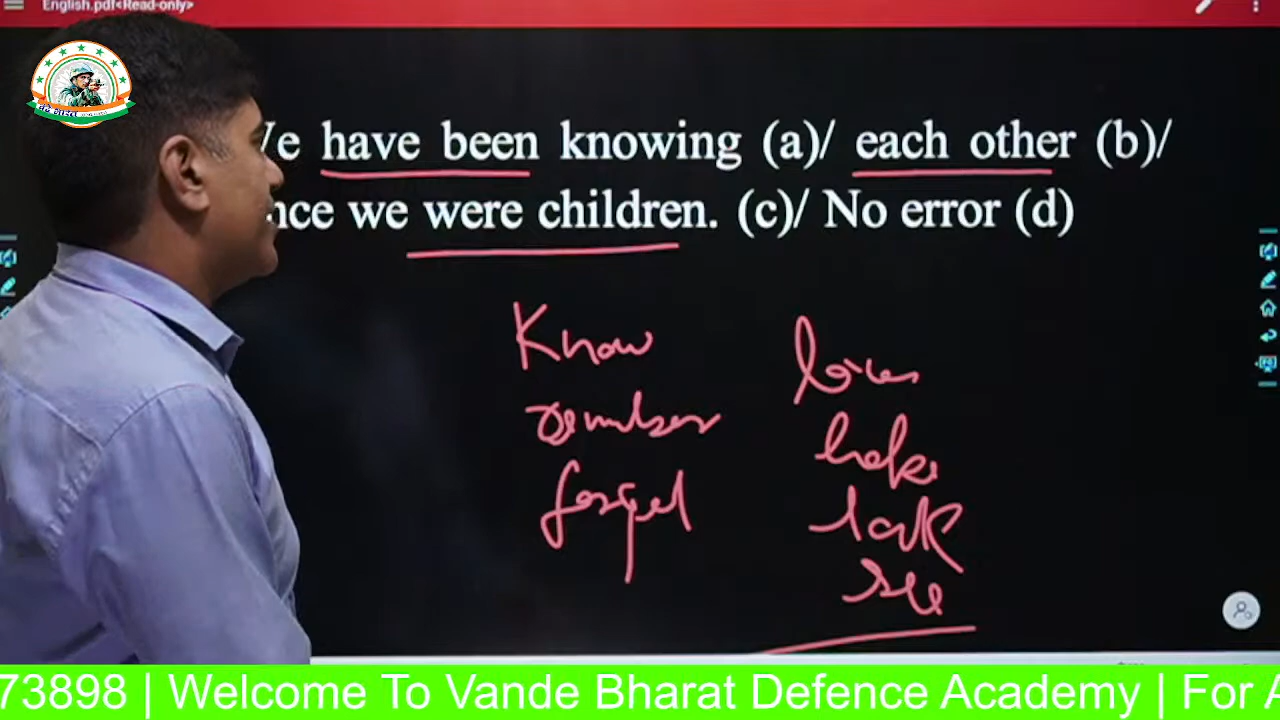 English.pdf<Read-only>
have been knowing (a)/ each other (b)/
we were children. (c)/ No error (d)
Know
forget
see
73898 | Welcome To Vande Bharat Defence Academy | For A